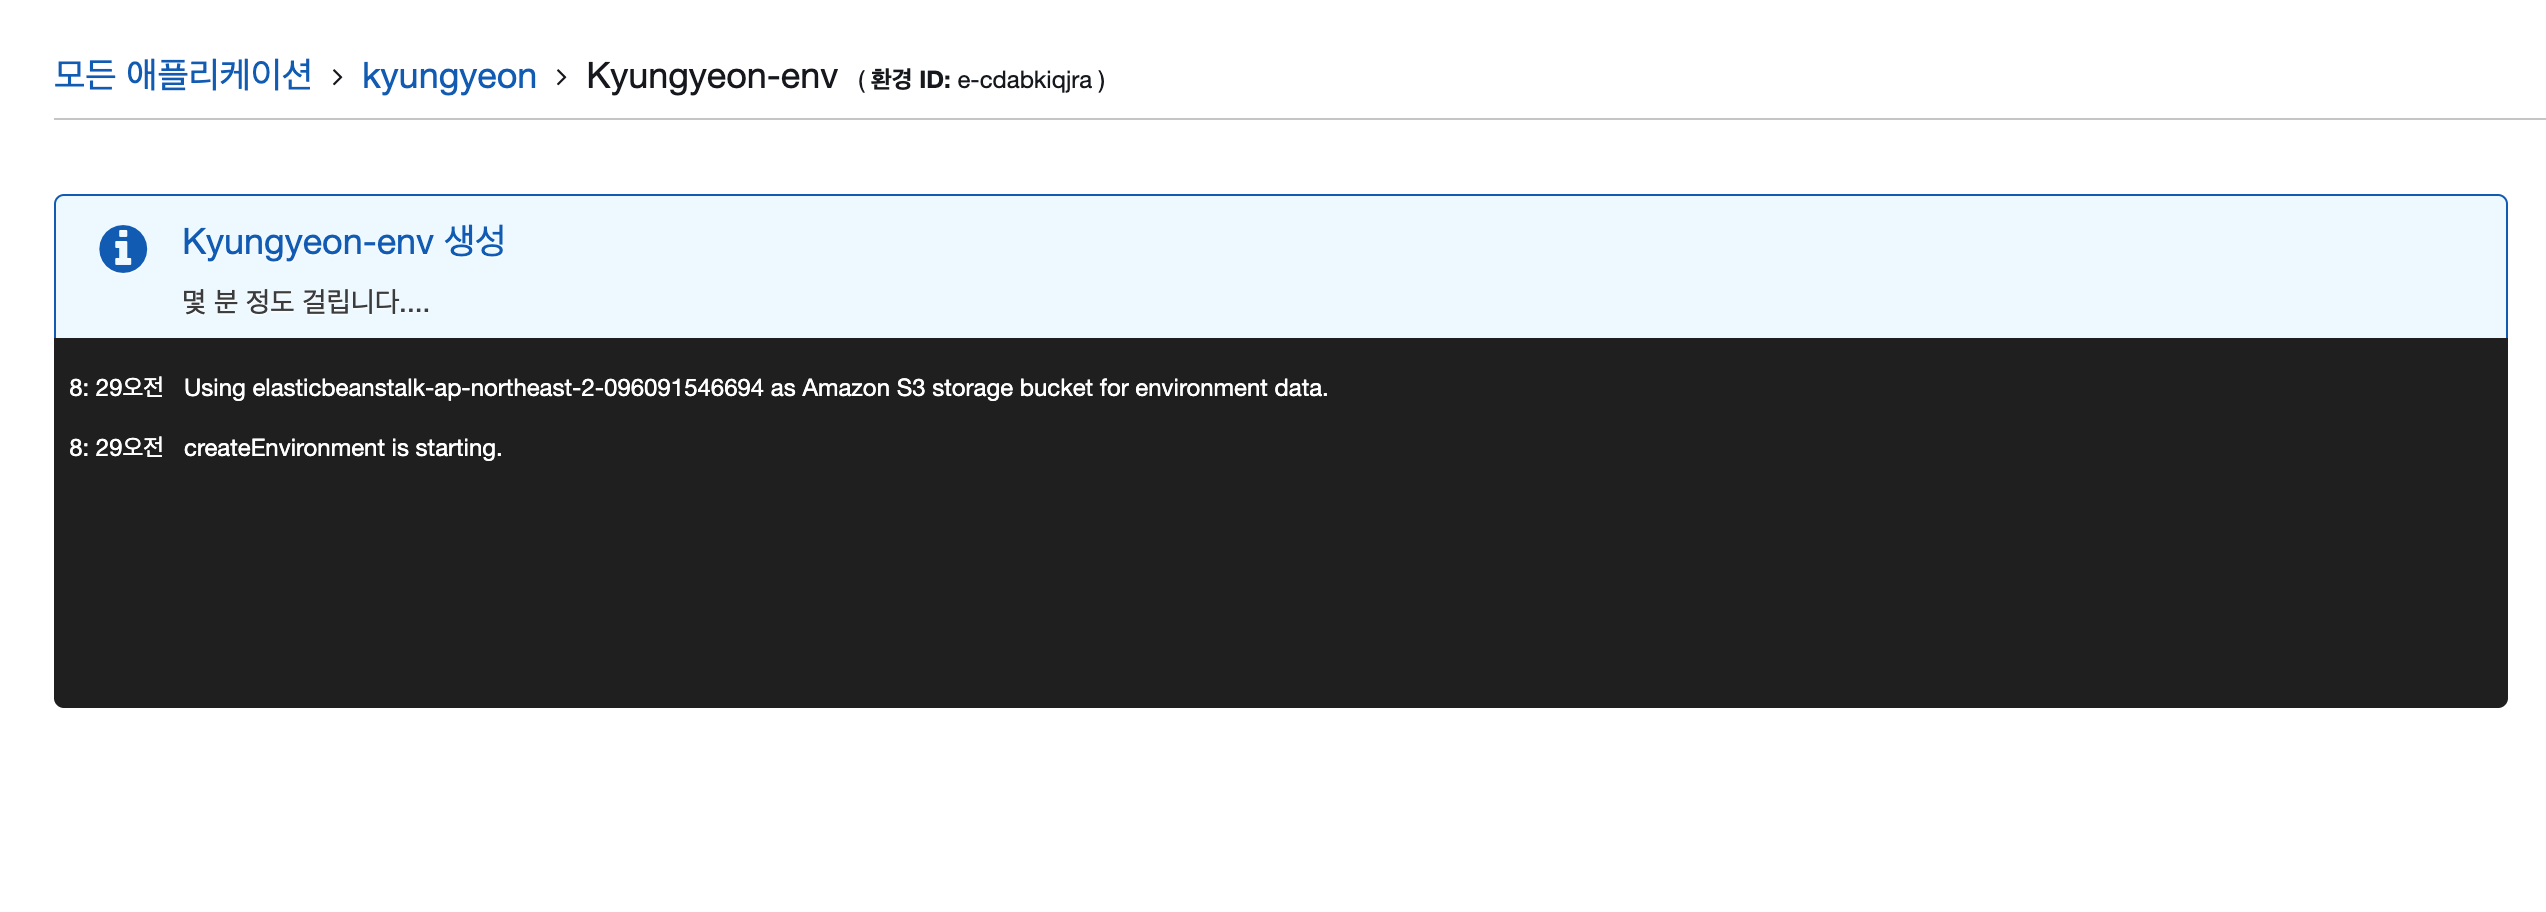 모든 애플리케이션 › kyungyeon › Kyungyeon-env ( 환경 ID: e-cdabkiqjra )
Kyungyeon-env 생성
몇 분 정도 걸립니다....
8: 29오전 Using elasticbeanstalk-ap-northeast-2-096091546694 as Amazon S3 storage bucket for environment data.
8: 29오전 createEnvironment is starting.